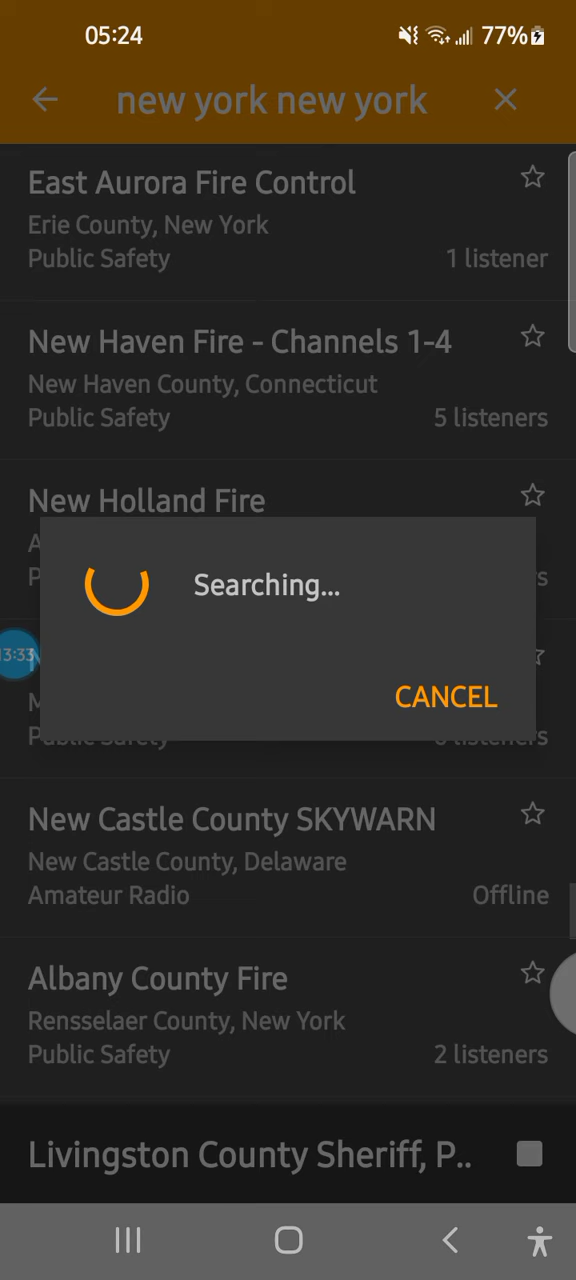 05:24
77%
new york new york
East Aurora Fire Control
Erie County, New York
Public Safety
1 listener
New Haven Fire - Channels 1-4
New Haven County, Connecticut
Public Safety
5 listeners
New Holland Fire
Searching...
13:33
CANCEL
New Castle County SKYWARN
New Castle County, Delaware
Amateur Radio
Offline
Albany County Fire
Rensselaer County, New York
Public Safety
2 listeners
Livingston County Sheriff, P..